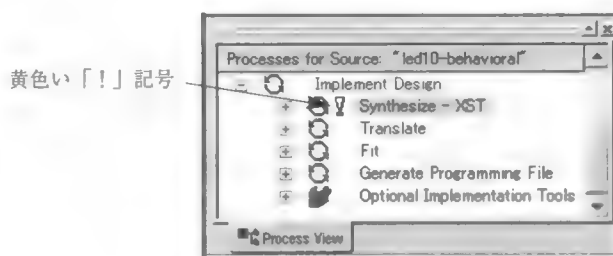 Processes for Source: "led10-behavioral"
黄色い「！」記号
Implement Design
Synthesize - XST
Translate
Fit
Generate Programming File
Optional Implementation Tools
Process View